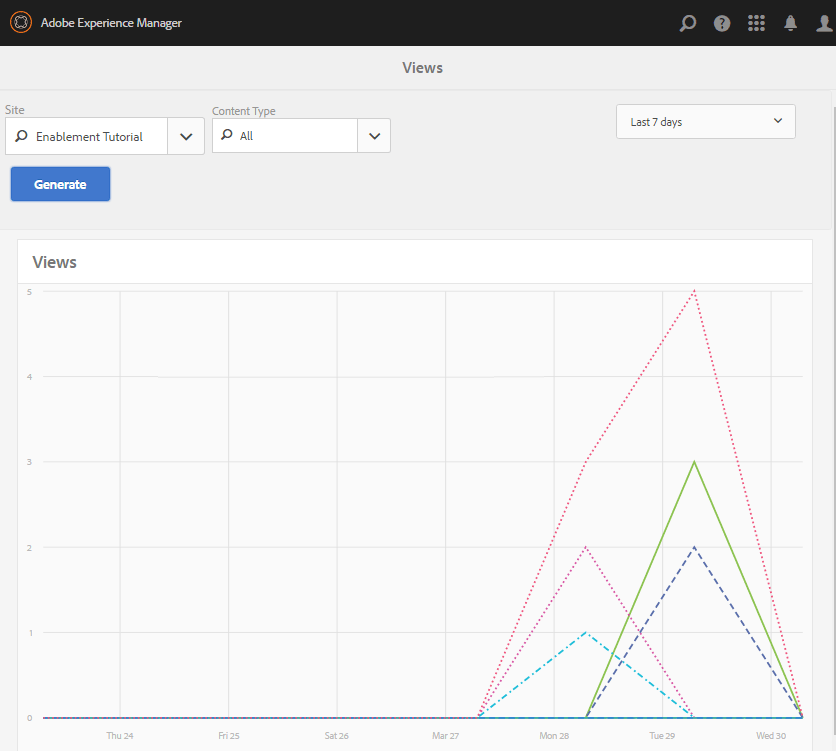 Adobe Experience Manager
Views
Site
Content Type
Enablement Tutorial
All
Last 7 days
Generate
Views
5
4
3
2
1
0
Thu 24
Fri 25
Sat 26
Mar 27
Mon 28
Tue 29
Wed 30